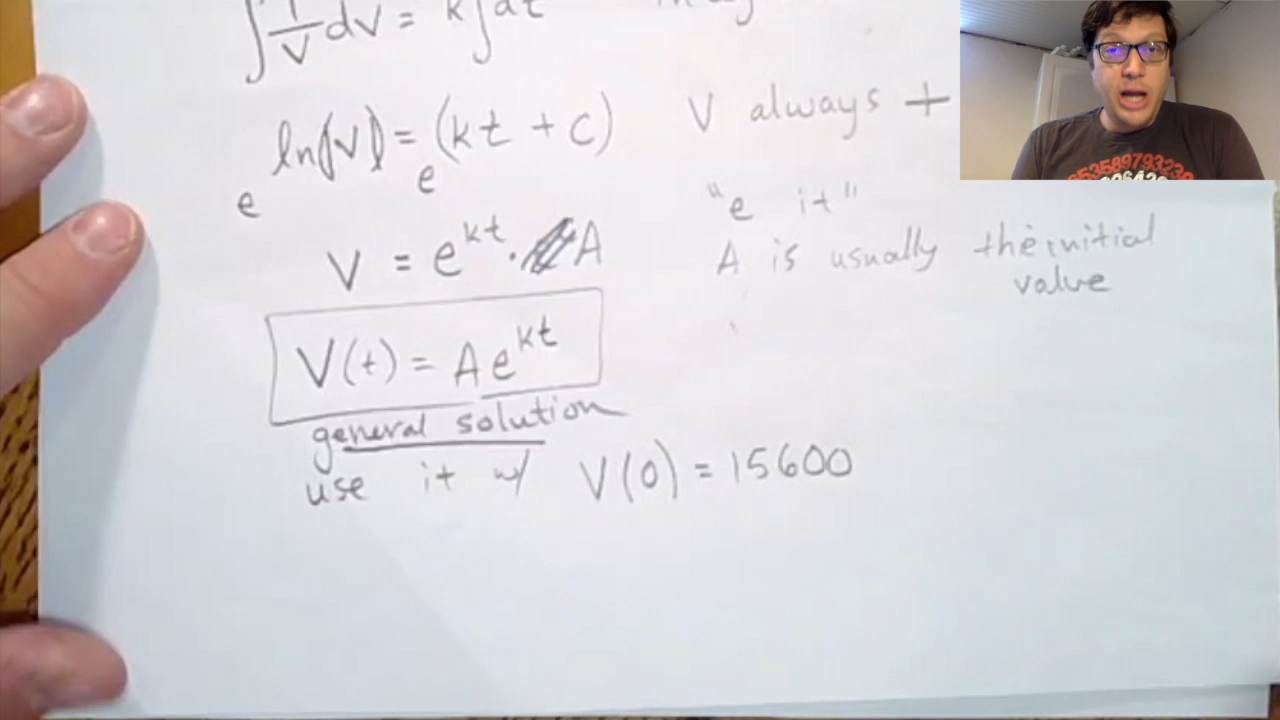 ∫ 1/V dV = k∫dt
ln|V| = (kt + C) V always +
e e "e it"
V = e^kt · A A is usually the initial value
V(t) = Ae^kt
general solution
use it w/ V(0) = 15600
53589793230